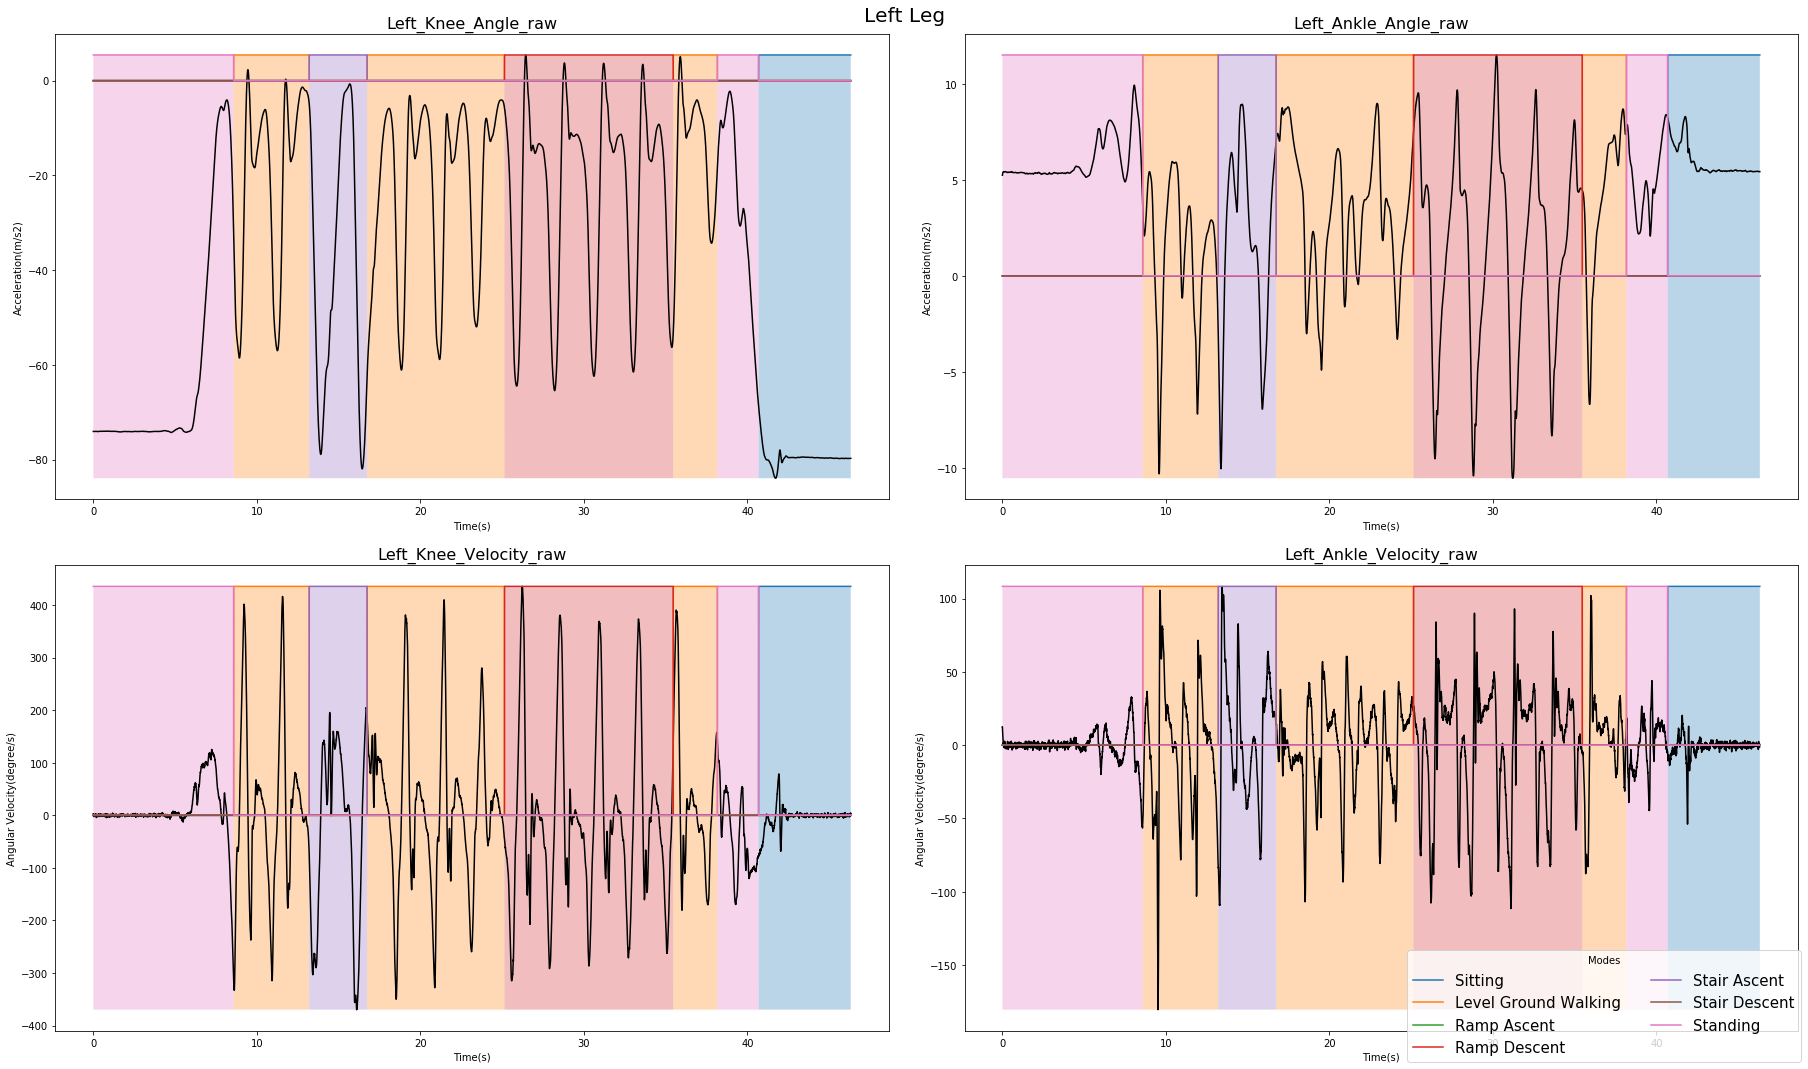 Left Leg
Left_Knee_Angle_raw
Acceleration(m/s2)
0
−20
−40
−60
−80
0 10 20 30 40
Time(s)
Left_Ankle_Angle_raw
Acceleration(m/s2)
10
5
0
−5
−10
0 10 20 30 40
Time(s)
Left_Knee_Velocity_raw
Angular Velocity(degree/s)
400
300
200
100
0
−100
−200
−300
−400
0 10 20 30 40
Time(s)
Left_Ankle_Velocity_raw
Angular Velocity(degree/s)
100
50
0
−50
−100
−150
0 10 20 30 40
Time(s)
Modes
Sitting
Level Ground Walking
Ramp Ascent
Ramp Descent
Stair Ascent
Stair Descent
Standing